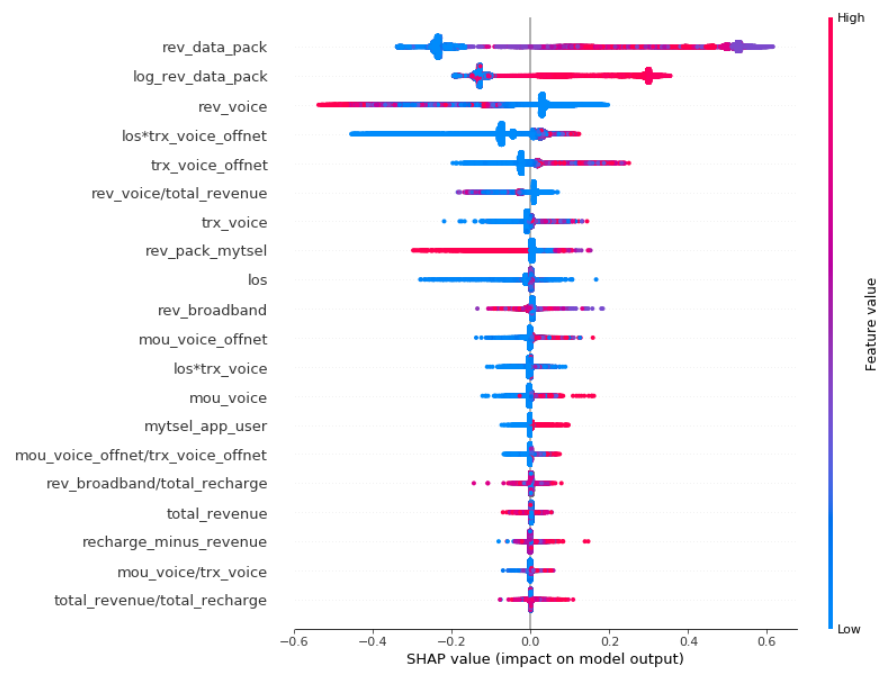 High
rev_data_pack
log_rev_data_pack
rev_voice
los*trx_voice_offnet
trx_voice_offnet
rev_voice/total_revenue
trx_voice
rev_pack_mytsel
los
rev_broadband
mou_voice_offnet
los*trx_voice
mou_voice
mytsel_app_user
mou_voice_offnet/trx_voice_offnet
rev_broadband/total_recharge
total_revenue
recharge_minus_revenue
mou_voice/trx_voice
total_revenue/total_recharge
Feature value
Low
−0.6 −0.4 −0.2 0.0 0.2 0.4 0.6
SHAP value (impact on model output)